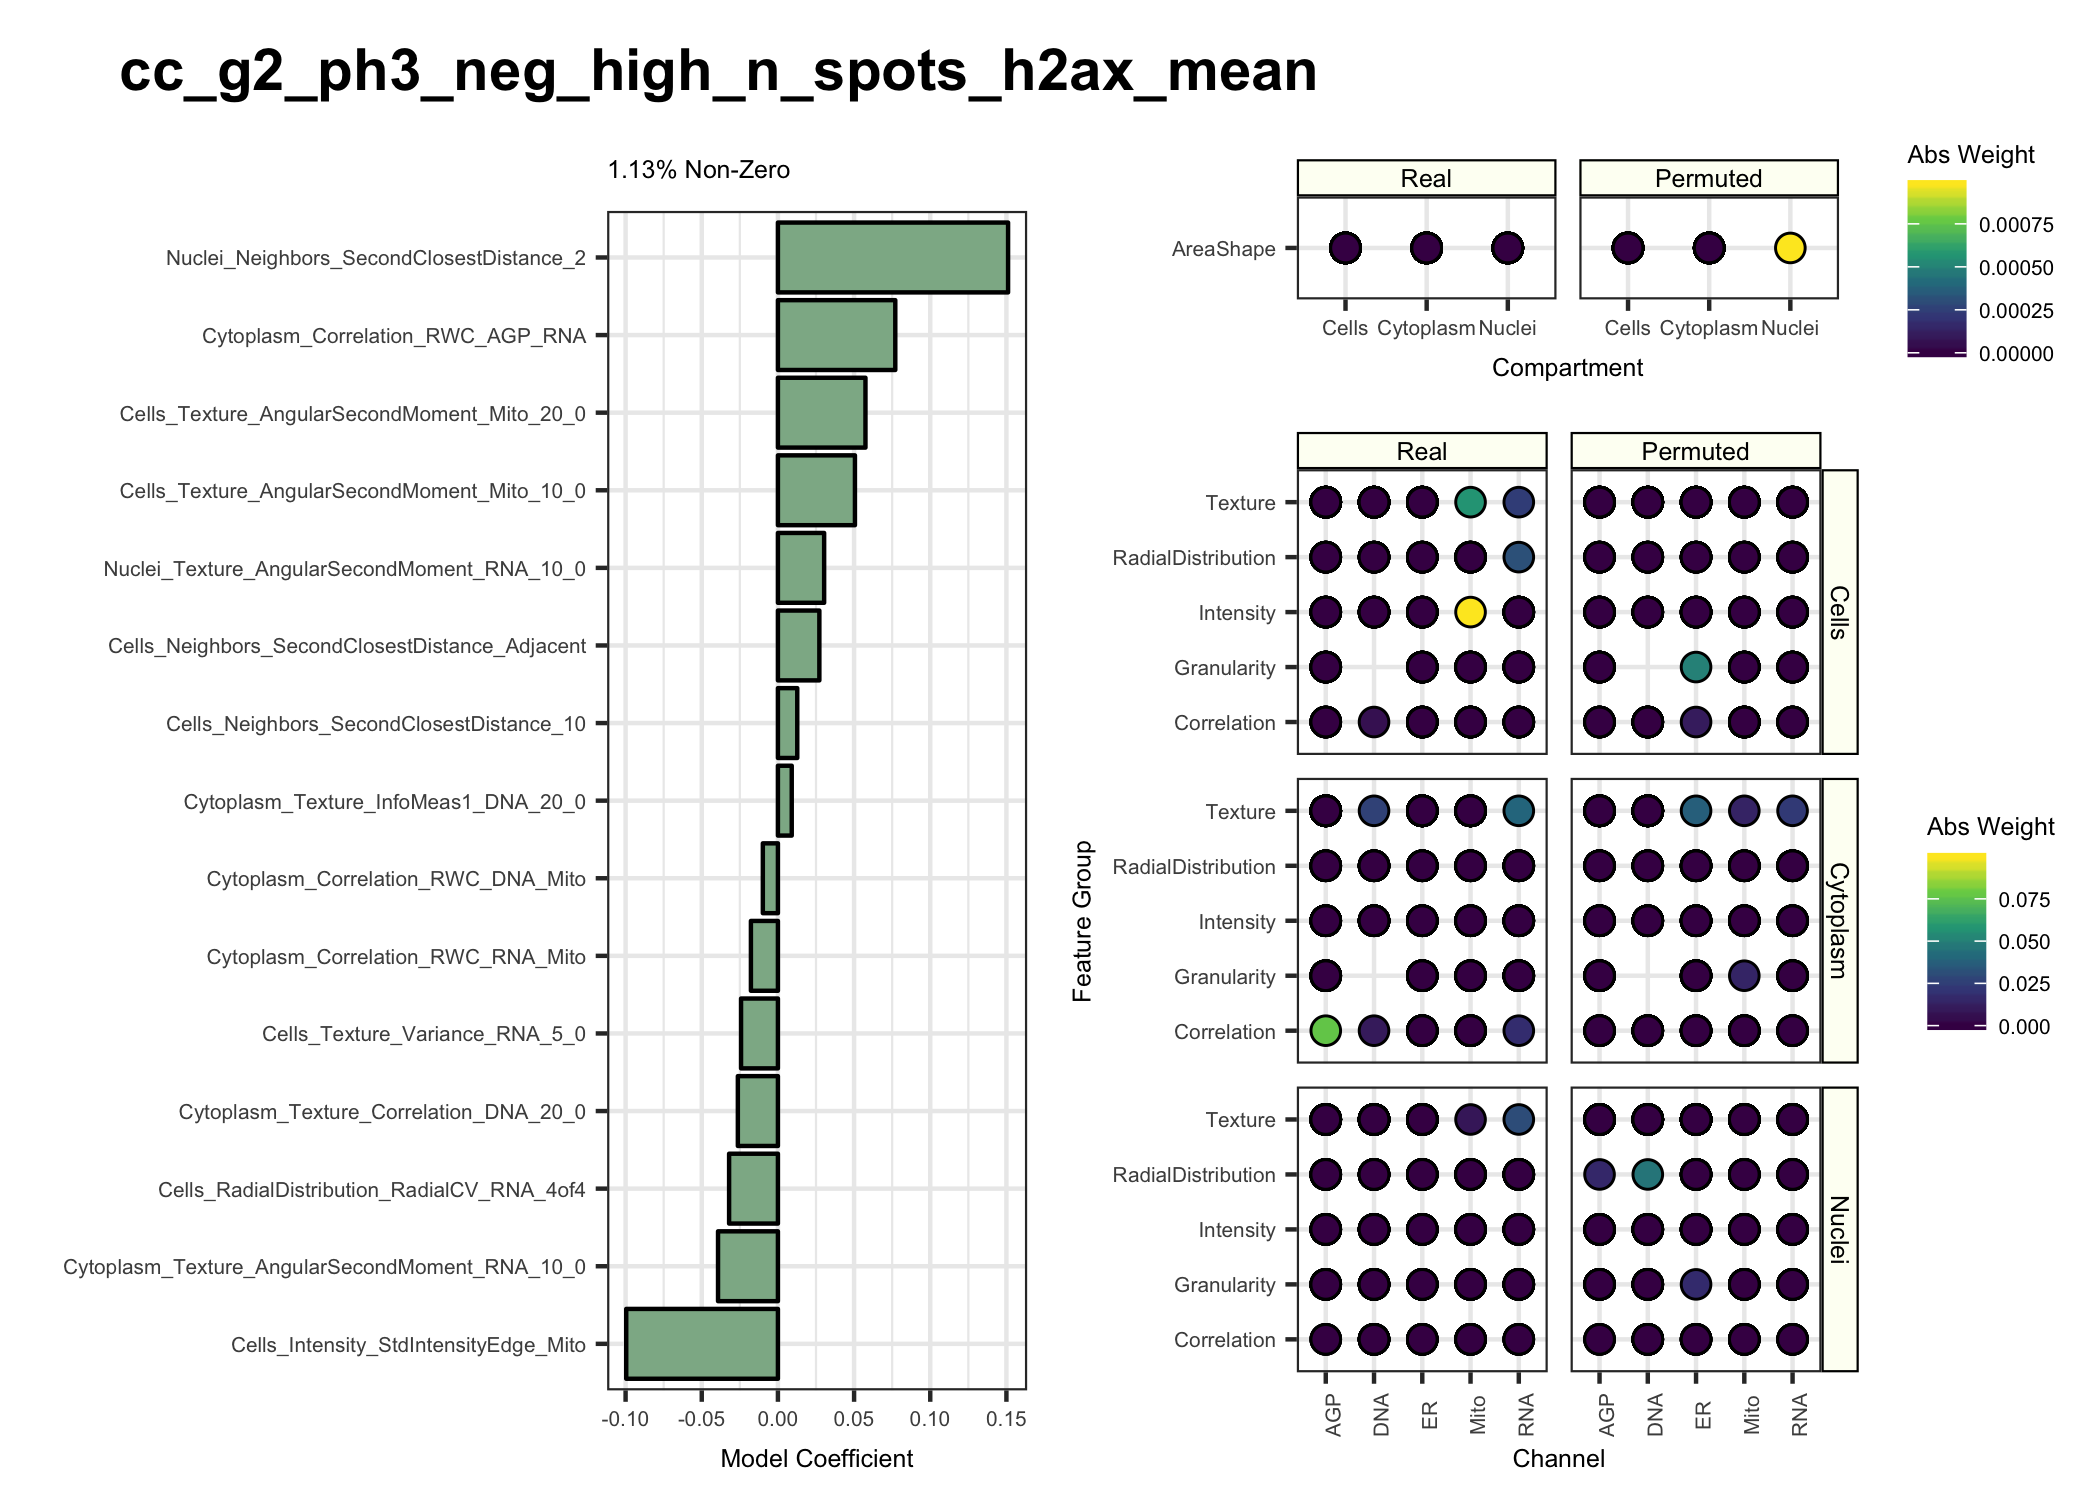 cc_g2_ph3_neg_high_n_spots_h2ax_mean
1.13% Non-Zero
Nuclei_Neighbors_SecondClosestDistance_2
Cytoplasm_Correlation_RWC_AGP_RNA
Cells_Texture_AngularSecondMoment_Mito_20_0
Cells_Texture_AngularSecondMoment_Mito_10_0
Nuclei_Texture_AngularSecondMoment_RNA_10_0
Cells_Neighbors_SecondClosestDistance_Adjacent
Cells_Neighbors_SecondClosestDistance_10
Cytoplasm_Texture_InfoMeas1_DNA_20_0
Cytoplasm_Correlation_RWC_DNA_Mito
Cytoplasm_Correlation_RWC_RNA_Mito
Cells_Texture_Variance_RNA_5_0
Cytoplasm_Texture_Correlation_DNA_20_0
Cells_RadialDistribution_RadialCV_RNA_4of4
Cytoplasm_Texture_AngularSecondMoment_RNA_10_0
Cells_Intensity_StdIntensityEdge_Mito
-0.10 -0.05 0.00 0.05 0.10 0.15
Model Coefficient
Real Permuted
AreaShape
Cells Cytoplasm Nuclei Cells Cytoplasm Nuclei
Compartment
Abs Weight
0.00075
0.00050
0.00025
0.00000
Real Permuted
Feature Group
Texture
RadialDistribution
Intensity
Granularity
Correlation
Cells
Texture
RadialDistribution
Intensity
Granularity
Correlation
Cytoplasm
Texture
RadialDistribution
Intensity
Granularity
Correlation
Nuclei
AGP DNA ER Mito RNA AGP DNA ER Mito RNA
Channel
Abs Weight
0.075
0.050
0.025
0.000